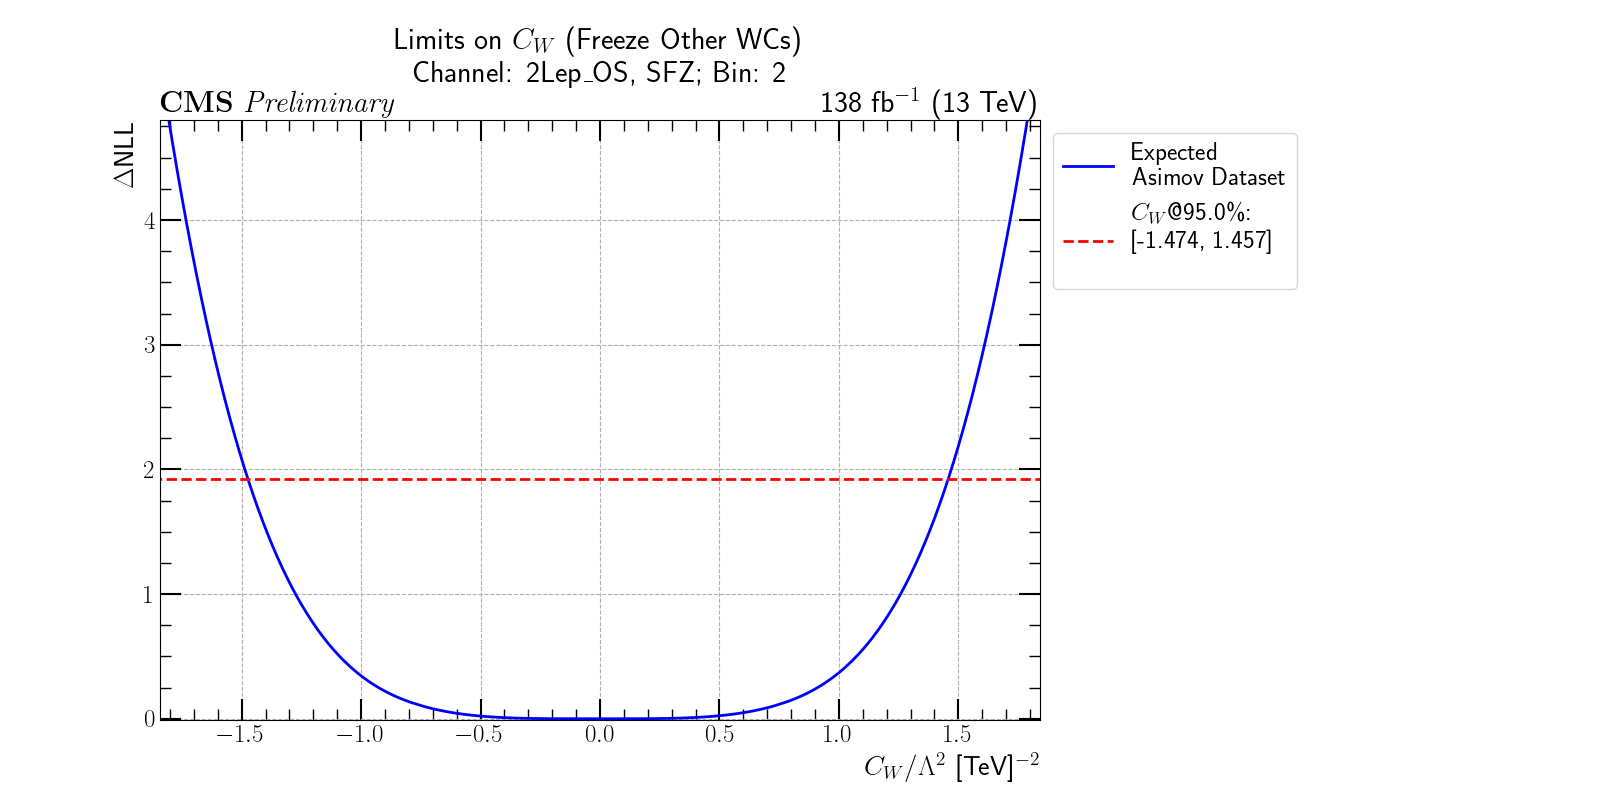 Limits on C_W (Freeze Other WCs)
Channel: 2Lep_OS, SFZ; Bin: 2
CMS Preliminary
138 fb⁻¹ (13 TeV)
ΔNLL
4
3
2
1
0
−1.5 −1.0 −0.5 0.0 0.5 1.0 1.5
C_W/Λ² [TeV]⁻²
Expected
Asimov Dataset
C_W@95.0%:
[-1.474, 1.457]